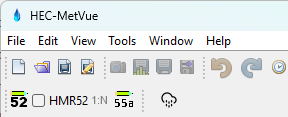 HEC-MetVue
File Edit View Tools Window Help
52 HMR52 1:N 55a